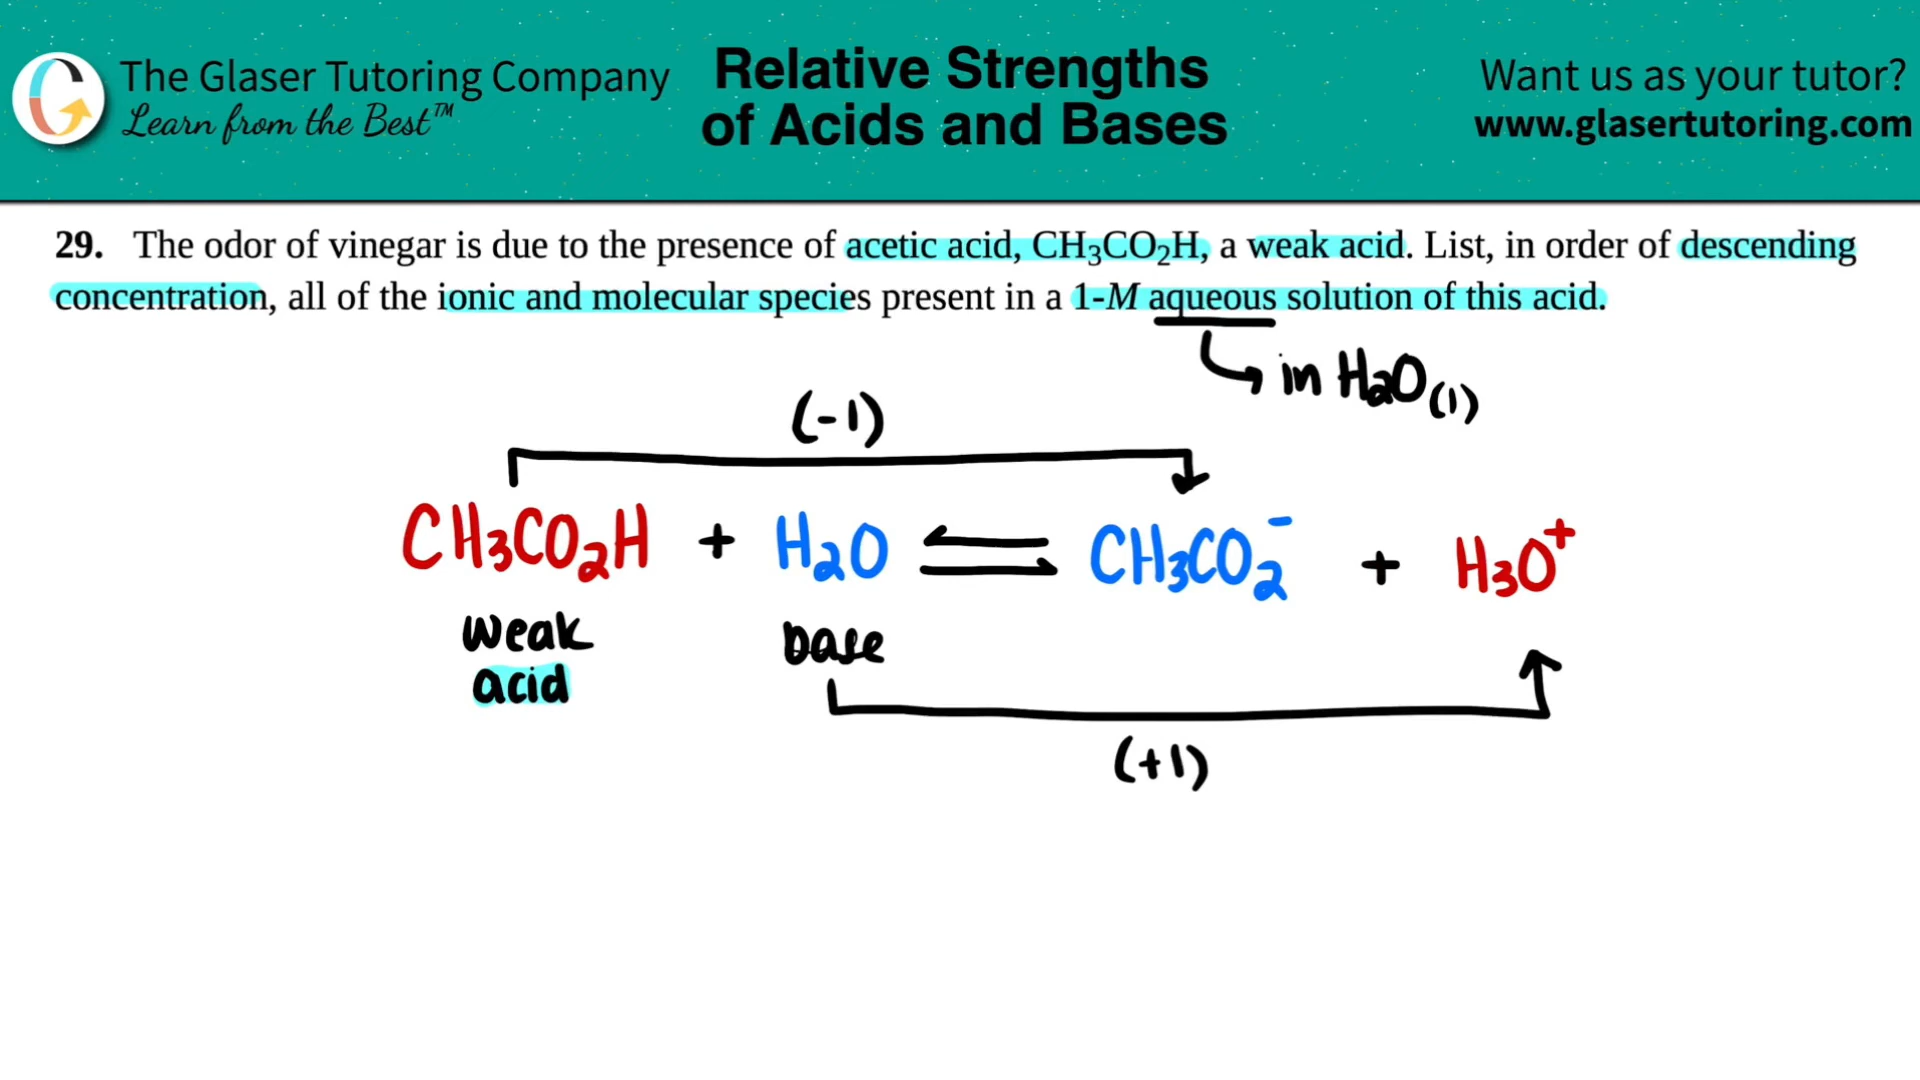 The Glaser Tutoring Company
Learn from the Best™
Relative Strengths
of Acids and Bases
Want us as your tutor?
www.glasertutoring.com
29. The odor of vinegar is due to the presence of acetic acid, CH₃CO₂H, a weak acid. List, in order of descending
concentration, all of the ionic and molecular species present in a 1-M aqueous solution of this acid.
in H₂O(l)
(-1)
CH₃CO₂H + H₂O ⇌ CH₃CO₂⁻ + H₃O⁺
weak base
acid
(+1)